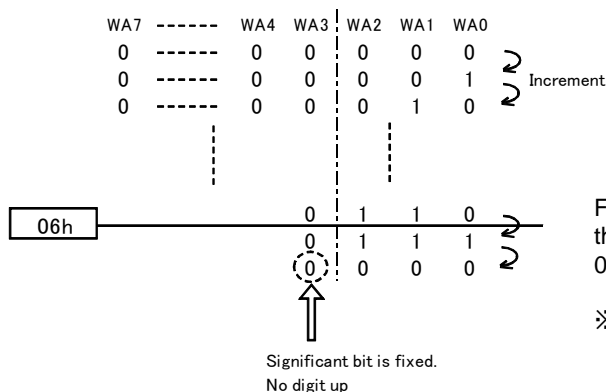 WA7 ------ WA4 WA3 WA2 WA1 WA0
0 ------ 0 0 0 0 0
0 ------ 0 0 0 0 1
Increment
0 ------ 0 0 0 1 0
0 1 1 0
06h
0 1 1 1
0 0 0 0
F
th
0
※
Significant bit is fixed.
No digit up